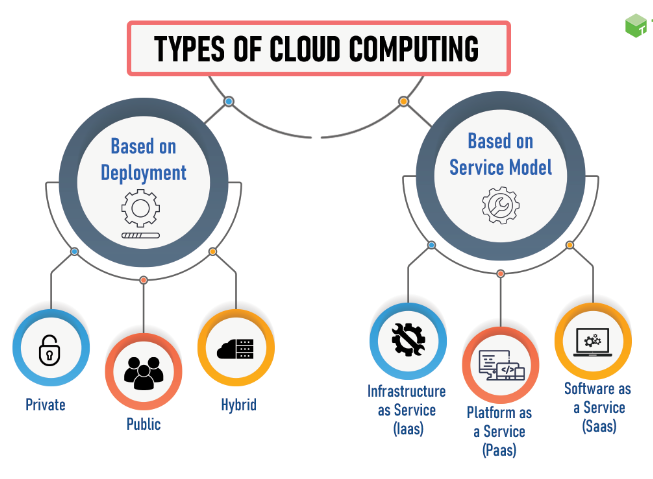 TYPES OF CLOUD COMPUTING
Based on
Deployment
Based on
Service Model
Private
Public
Hybrid
Infrastructure
as Service
(Iaas)
Platform as
a Service
(Paas)
Software as
a Service
(Saas)